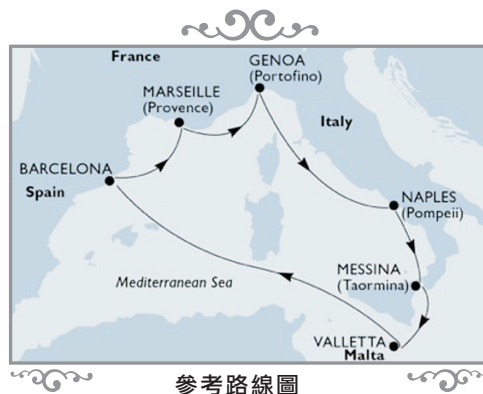 France
GENOA
(Portofino)
MARSEILLE
(Provence)
Italy
BARCELONA
Spain
NAPLES
(Pompeii)
MESSINA
(Taormina)
Mediterranean Sea
VALLETTA
Malta
參考路線圖